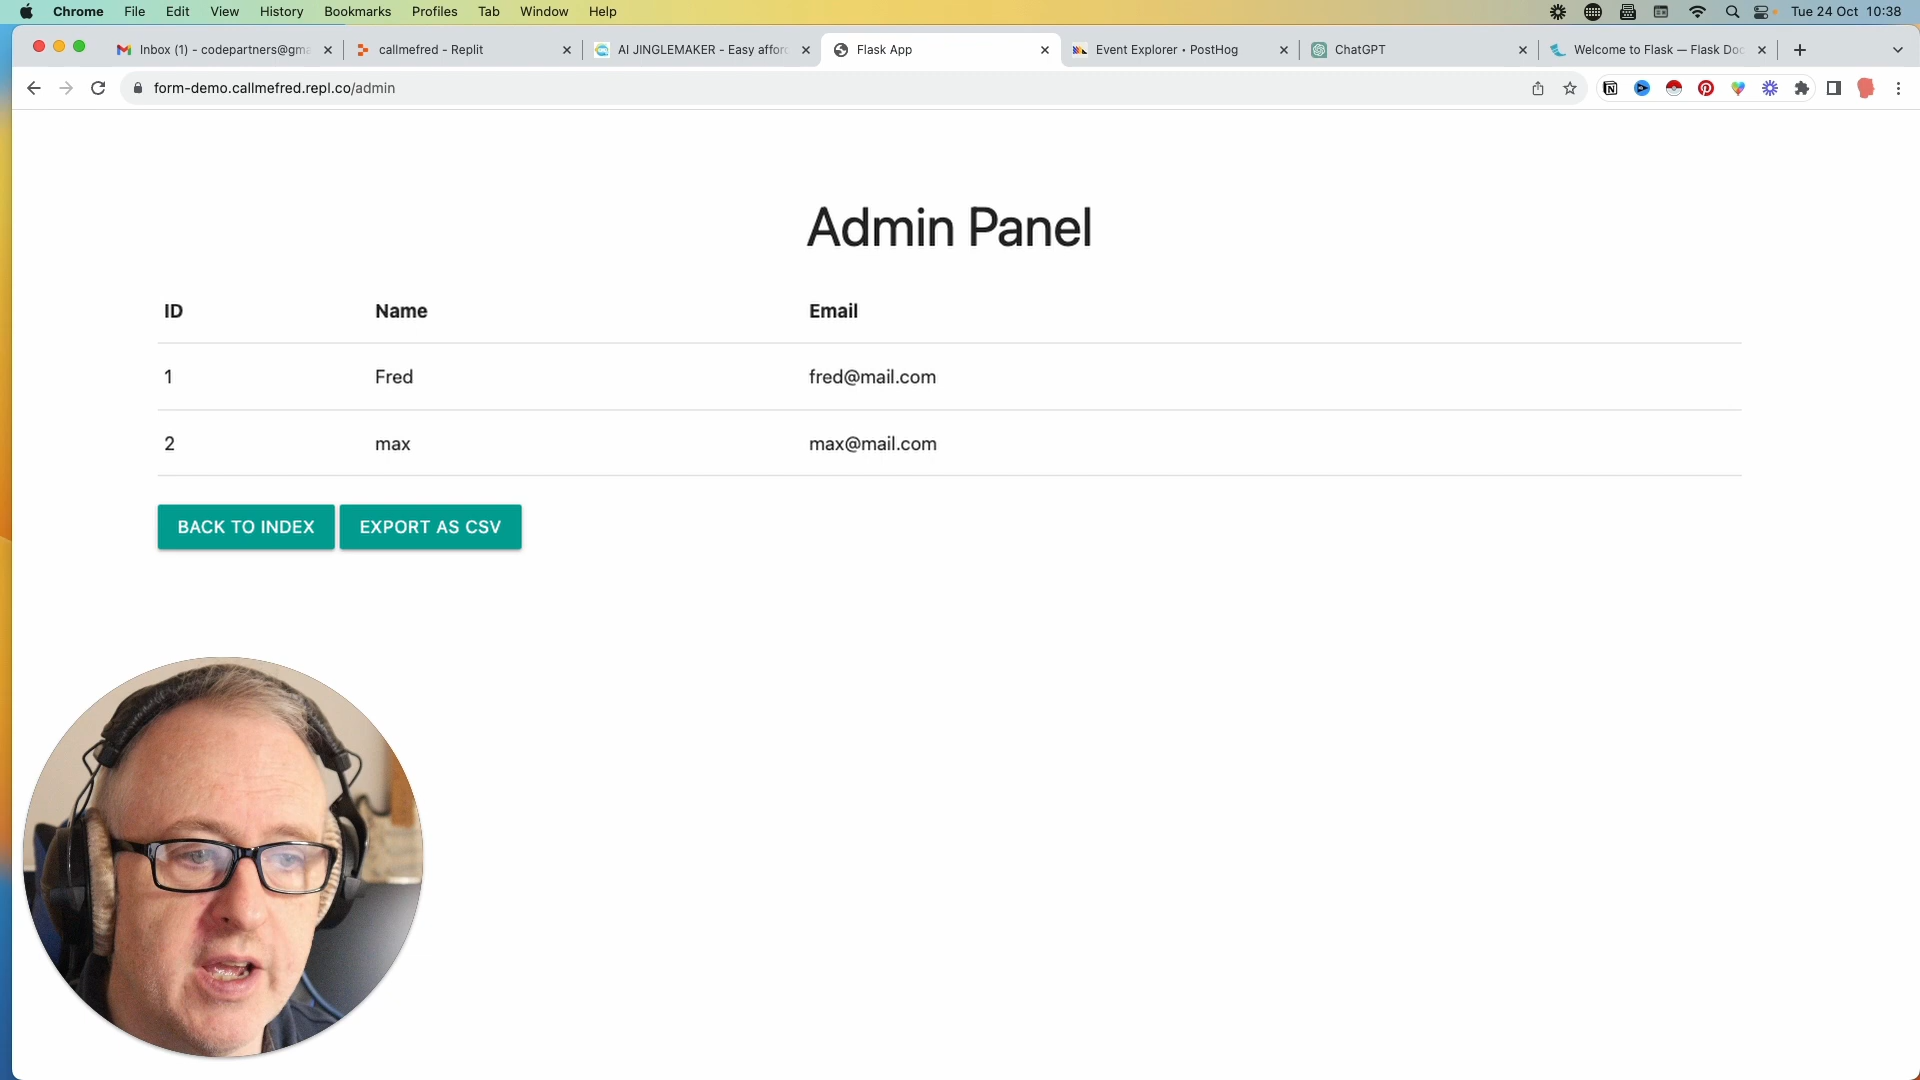 Chrome File Edit View History Bookmarks Profiles Tab Window Help Tue 24 Oct 10:38
Inbox (1) - codepartners@gma callmefred - Replit AI JINGLEMAKER - Easy affor Flask App Event Explorer • PostHog ChatGPT Welcome to Flask — Flask Doc
form-demo.callmefred.repl.co/admin
Admin Panel
ID Name Email
1 Fred fred@mail.com
2 max max@mail.com
BACK TO INDEX EXPORT AS CSV